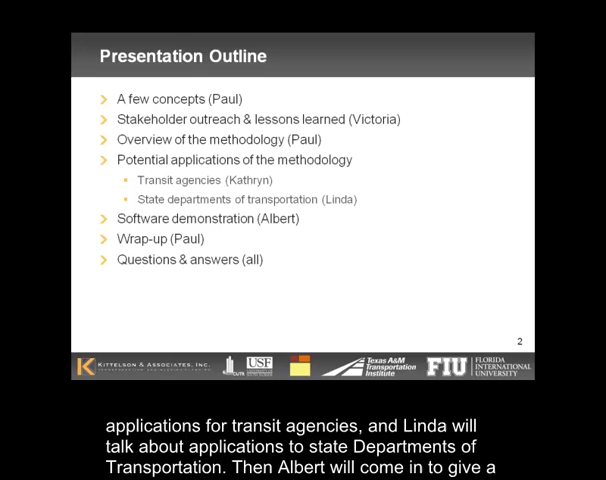 Presentation Outline
A few concepts (Paul)
Stakeholder outreach & lessons learned (Victoria)
Overview of the methodology (Paul)
Potential applications of the methodology
Transit agencies (Kathryn)
State departments of transportation (Linda)
Software demonstration (Albert)
Wrap-up (Paul)
Questions & answers (all)
2
KITTELSON & ASSOCIATES, INC.
CUTR
USF
Texas A&M
Transportation
Institute
FIU
FLORIDA
INTERNATIONAL
UNIVERSITY
applications for transit agencies, and Linda will
talk about applications to state Departments of
Transportation. Then Albert will come in to give a